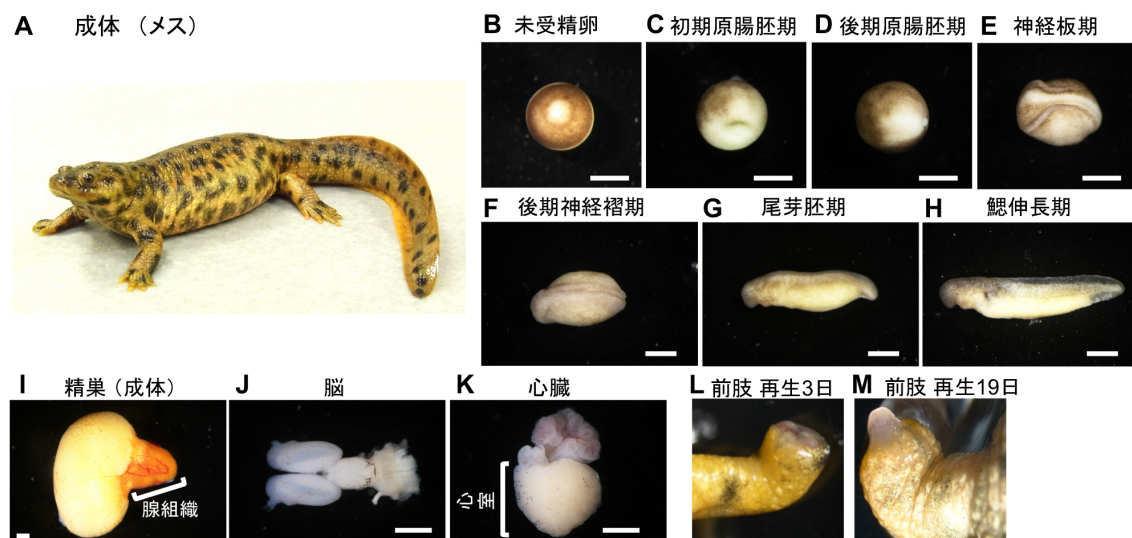 A 成体 (メス)
B 未受精卵
C 初期原腸胚期
D 後期原腸胚期
E 神経板期
F 後期神経褶期
G 尾芽胚期
H 鰓伸長期
I 精巣 (成体)
腺組織
J 脳
K 心臓
心室
L 前肢 再生3日
M 前肢 再生19日